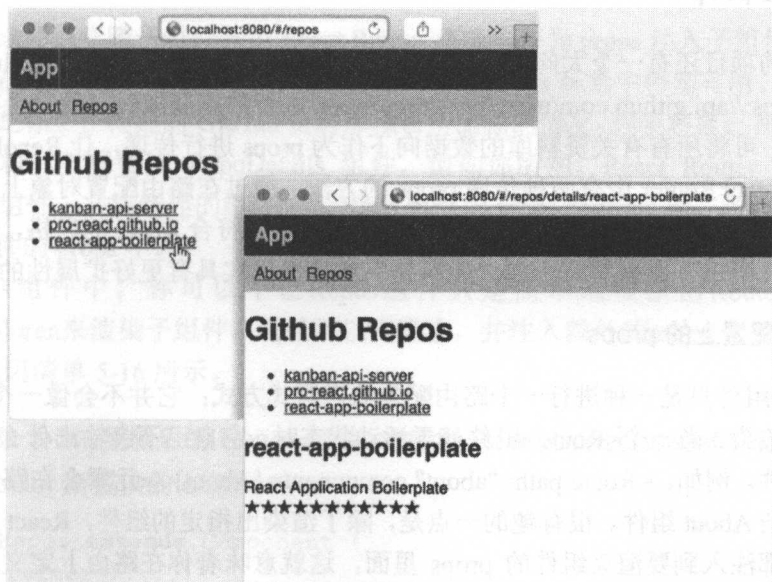 localhost:8080/#/repos
App
About Repos
Github Repos
kanban-api-server
pro-react.github.io
react-app-boilerplate
localhost:8080/#/repos/details/react-app-boilerplate
App
About Repos
Github Repos
kanban-api-server
pro-react.github.io
react-app-boilerplate
react-app-boilerplate
React Application Boilerplate
★★★★★★★★★★★